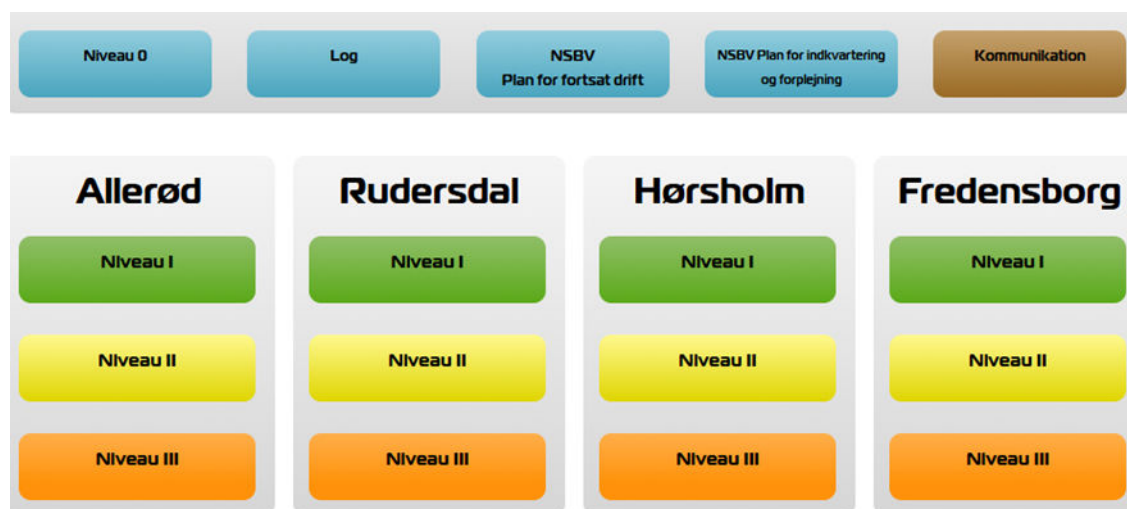 Niveau 0
Log
NSBV
Plan for fortsat drift
NSBV Plan for indkvartering
og forplejning
Kommunikation
Allerød
Rudersdal
Hørsholm
Fredensborg
Niveau I
Niveau I
Niveau I
Niveau I
Niveau II
Niveau II
Niveau II
Niveau II
Niveau III
Niveau III
Niveau III
Niveau III